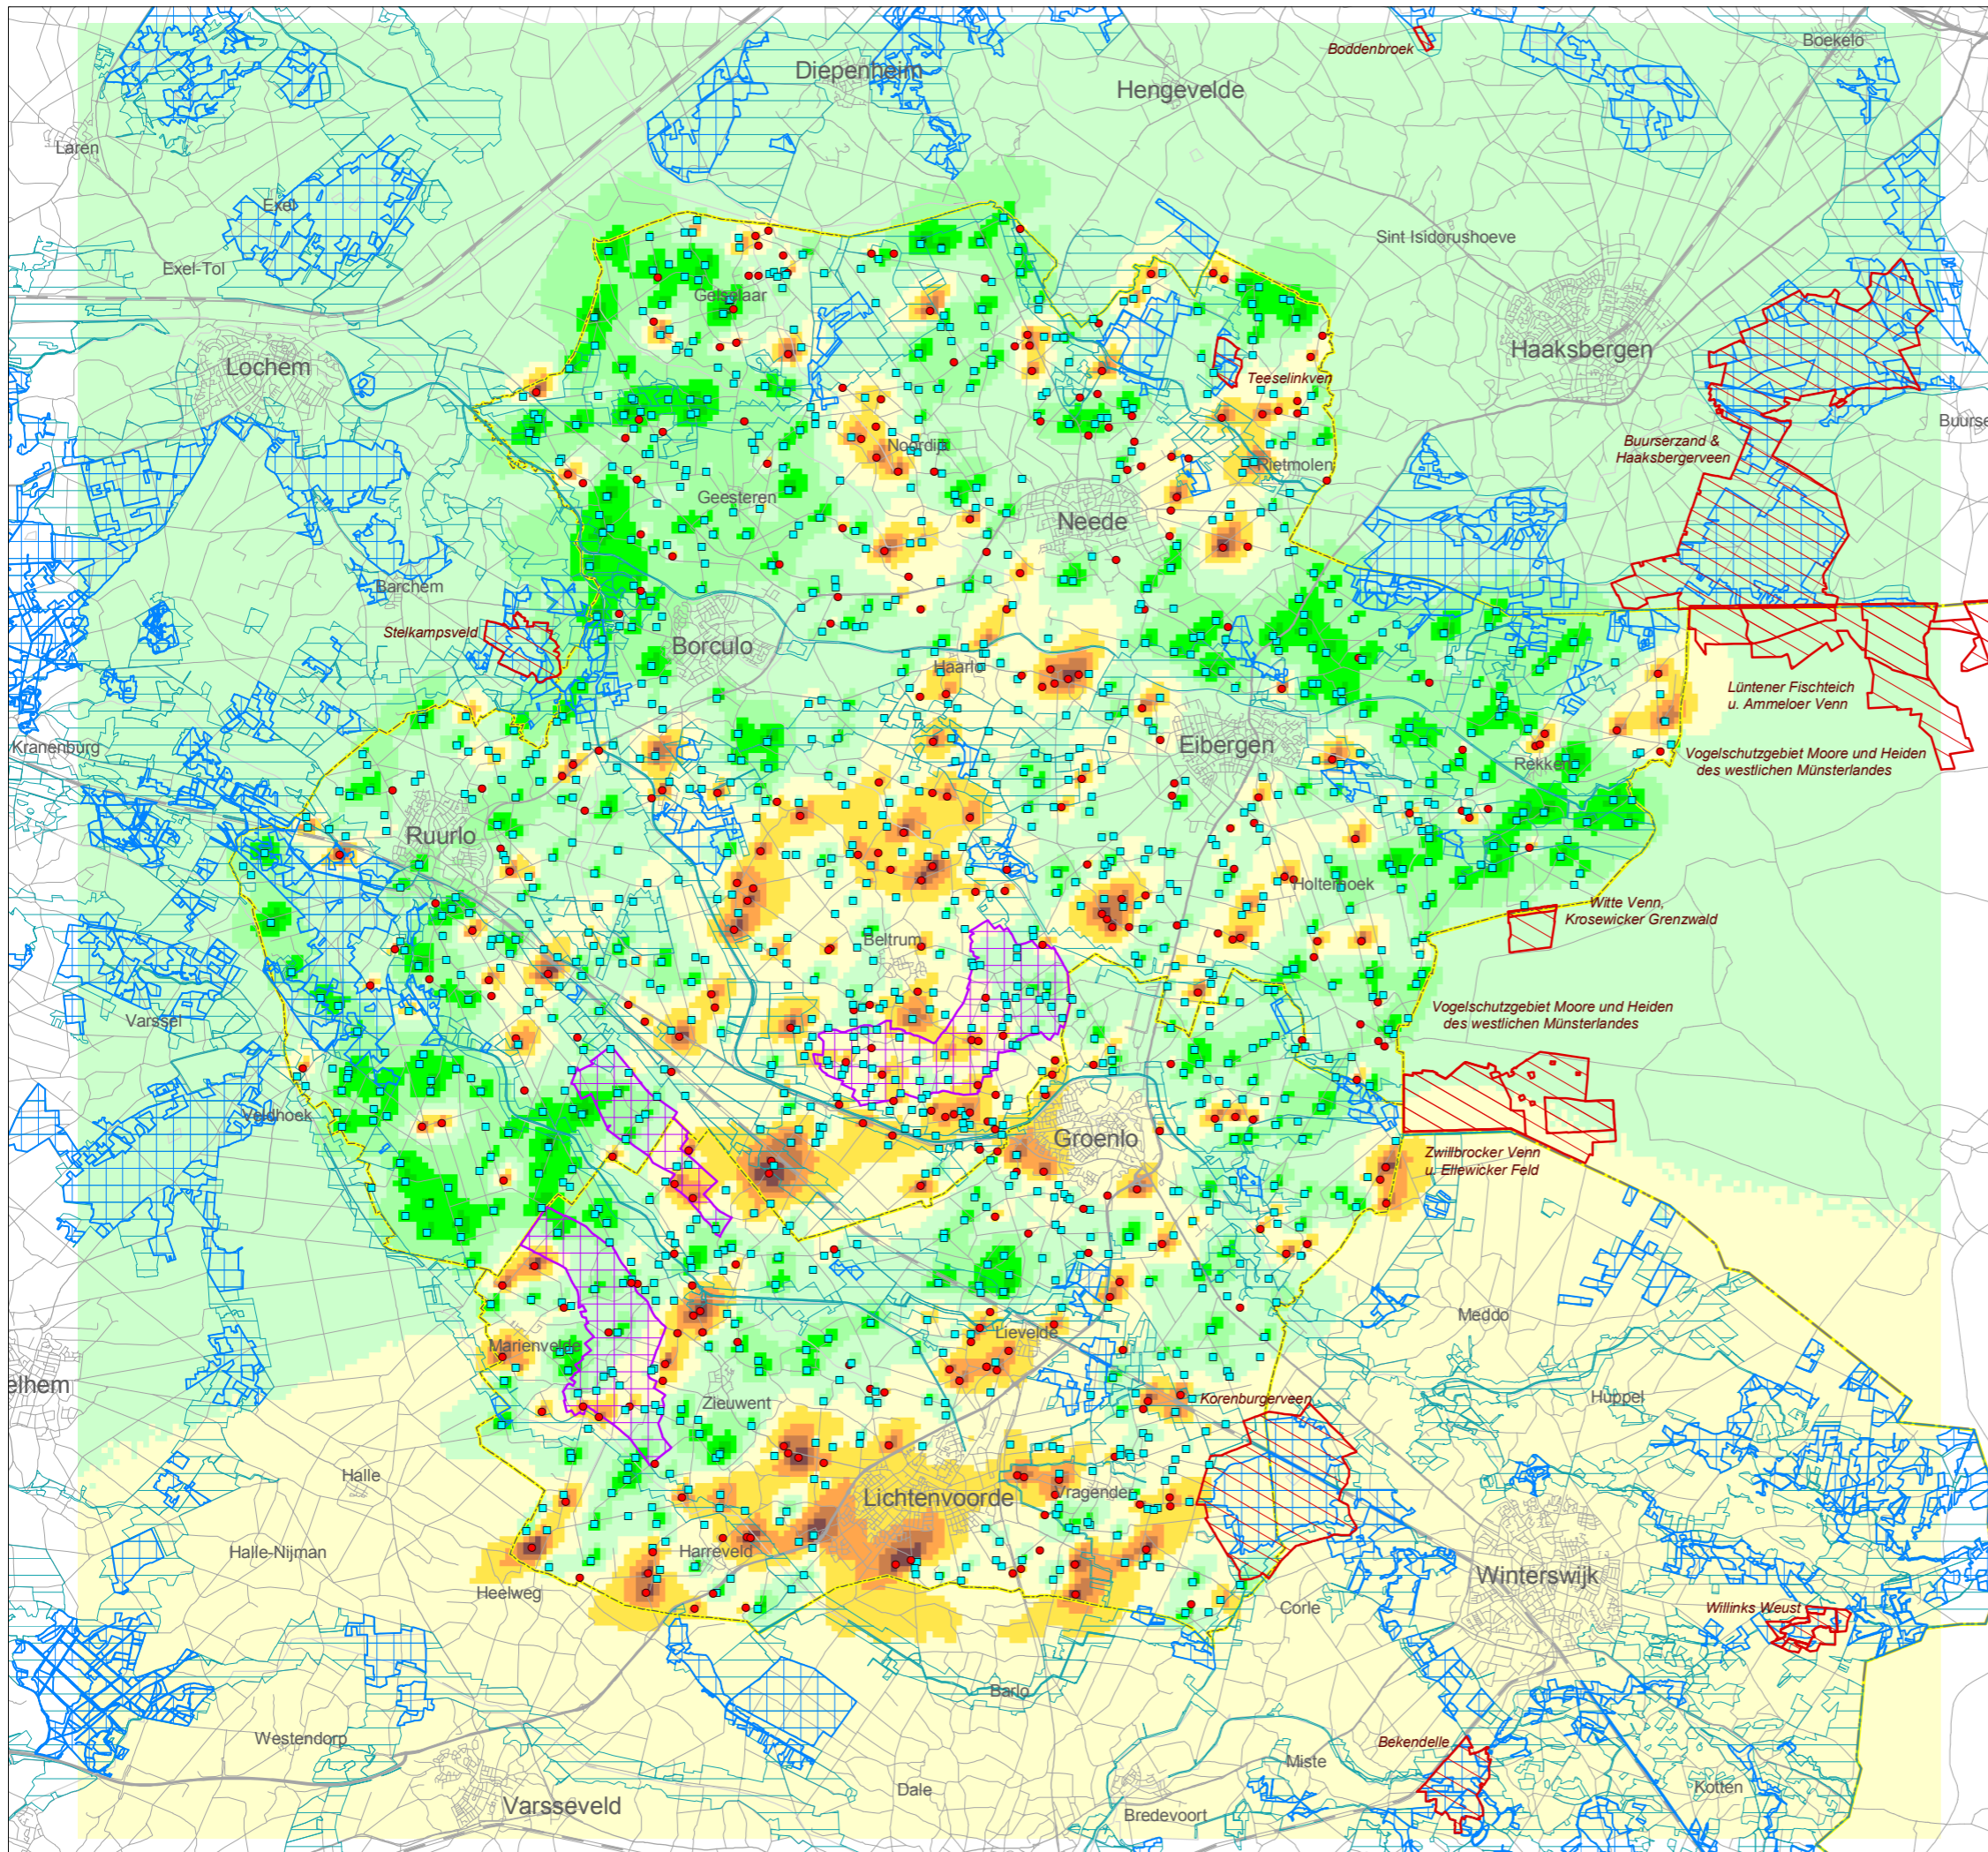 Boddenbroek
Boekelo
Diepenheim
Hengevelde
Laren
Exel
Sint Isidorushoeve
Exel-Tol
Gelselaar
Haaksbergen
Lochem
Teeselinkven
Buurse
Buurserzand &
Haaksbergerveen
Noordijk
Rietmolen
Geesteren
Neede
Barchem
Stelkampsveld
Borculo
Haarlo
Lüntener Fischteich
u. Ammeloer Venn
Kranenburg
Eibergen
Vogelschutzgebiet Moore und Heiden
des westlichen Münsterlandes
Rekken
Ruurlo
Holterhoek
Witte Venn,
Krosewicker Grenzwald
Beltrum
Vogelschutzgebiet Moore und Heiden
des westlichen Münsterlandes
Varssel
Veldhoek
Groenlo
Zwillbrocker Venn
u. Ellewicker Feld
Meddo
Lievelde
Marienvelde
elhem
Korenburgerveen
Huppel
Zieuwent
Halle
Lichtenvoorde
Vragender
Halle-Nijman
Harreveld
Winterswijk
Heelweg
Corle
Willinks Weust
Barlo
Westendorp
Bekendelle
Miste
Dale
Kotten
Varsseveld
Bredevoort